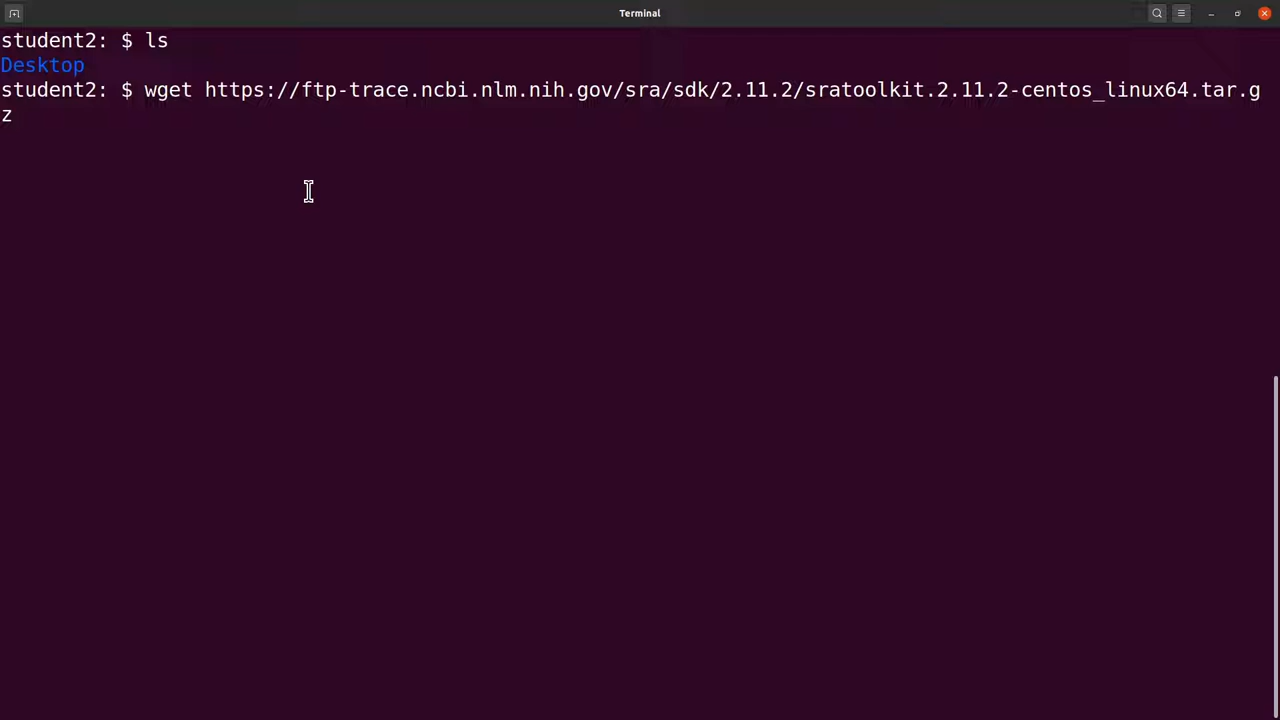 Terminal
student2: $ ls
Desktop
student2: $ wget https://ftp-trace.ncbi.nlm.nih.gov/sra/sdk/2.11.2/sratoolkit.2.11.2-centos_linux64.tar.g
z